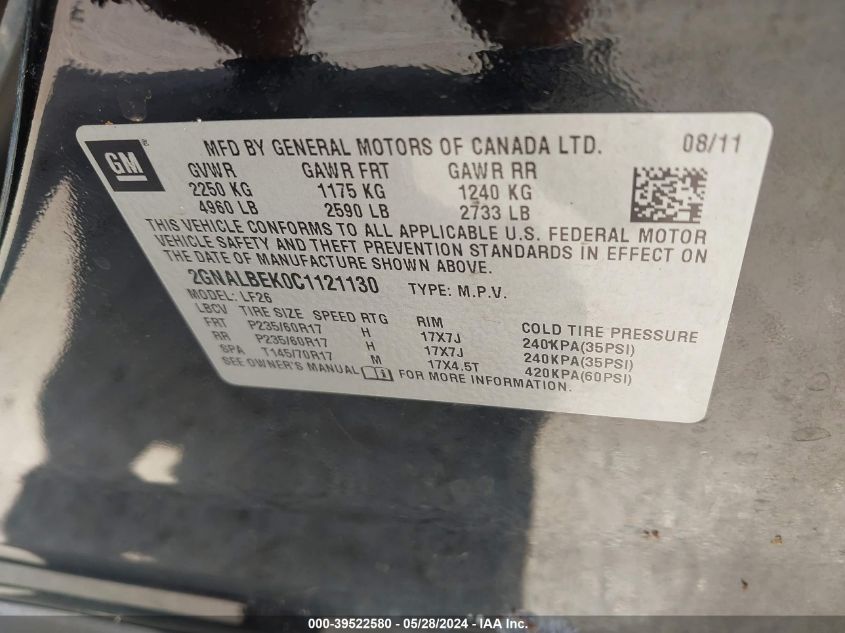 GM
MFD BY GENERAL MOTORS OF CANADA LTD. 08/11
GVWR GAWR FRT GAWR RR
2250 KG 1175 KG 1240 KG
4960 LB 2590 LB 2733 LB
THIS VEHICLE CONFORMS TO ALL APPLICABLE U.S. FEDERAL MOTOR
VEHICLE SAFETY AND THEFT PREVENTION STANDARDS IN EFFECT ON
THE DATE OF MANUFACTURE SHOWN ABOVE.
2GNALBEK0C1121130 TYPE: M.P.V.
MODEL: LF26
LBCV TIRE SIZE SPEED RTG RIM COLD TIRE PRESSURE
FRT P235/60R17 H 17X7J 240KPA(35PSI)
RR P235/60R17 H 17X7J 240KPA(35PSI)
SPA T145/70R17 M 17X4.5T 420KPA(60PSI)
SEE OWNER'S MANUAL FOR MORE INFORMATION.
000-39522580 - 05/28/2024 - IAA Inc.